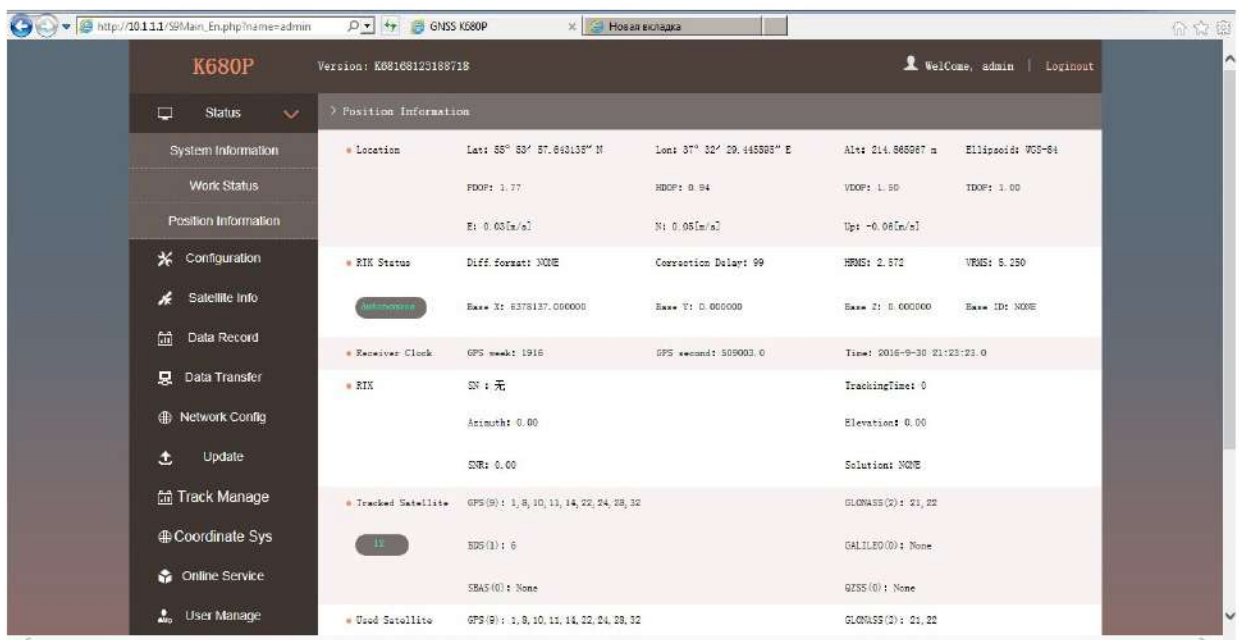 http://10.1.1.1/S9Main_En.php?name=admin
GNSS K680P
Новая вкладка
K680P
Version: K68168123188718
WelCome, admin | Loginout
Status
> Position Information
System Information
Location Lat: 55° 53′ 57.643135″ N Lon: 37° 32′ 29.445595″ E Alt: 214.865967 m Ellipsoid: WGS-84
Work Status
PDOP: 1.77 HDOP: 0.94 VDOP: 1.50 TDOP: 1.00
Position Information
E: 0.03[m/s] N: 0.05[m/s] Up: -0.06[m/s]
Configuration
RTK Status Diff.format: NONE Correction Delay: 99 HRMS: 2.572 VRMS: 5.250
Satellite Info
Autonomous Base X: 6378137.000000 Base Y: 0.000000 Base Z: 0.000000 Base ID: NONE
Data Record
Receiver Clock GPS week: 1916 GPS second: 509003.0 Time: 2016-9-30 21:23:23.0
Data Transfer
RTX SN : 无 TrackingTime: 0
Network Config
Azimuth: 0.00 Elevation: 0.00
Update
SNR: 0.00 Solution: NONE
Track Manage
Tracked Satellite GPS(9): 1, 8, 10, 11, 14, 22, 24, 28, 32 GLONASS(2): 21, 22
Coordinate Sys
12 BDS(1): 6 GALILEO(0): None
Online Service
SBAS(0): None QZSS(0): None
User Manage
Used Satellite GPS(9): 1, 8, 10, 11, 14, 22, 24, 28, 32 GLONASS(2): 21, 22